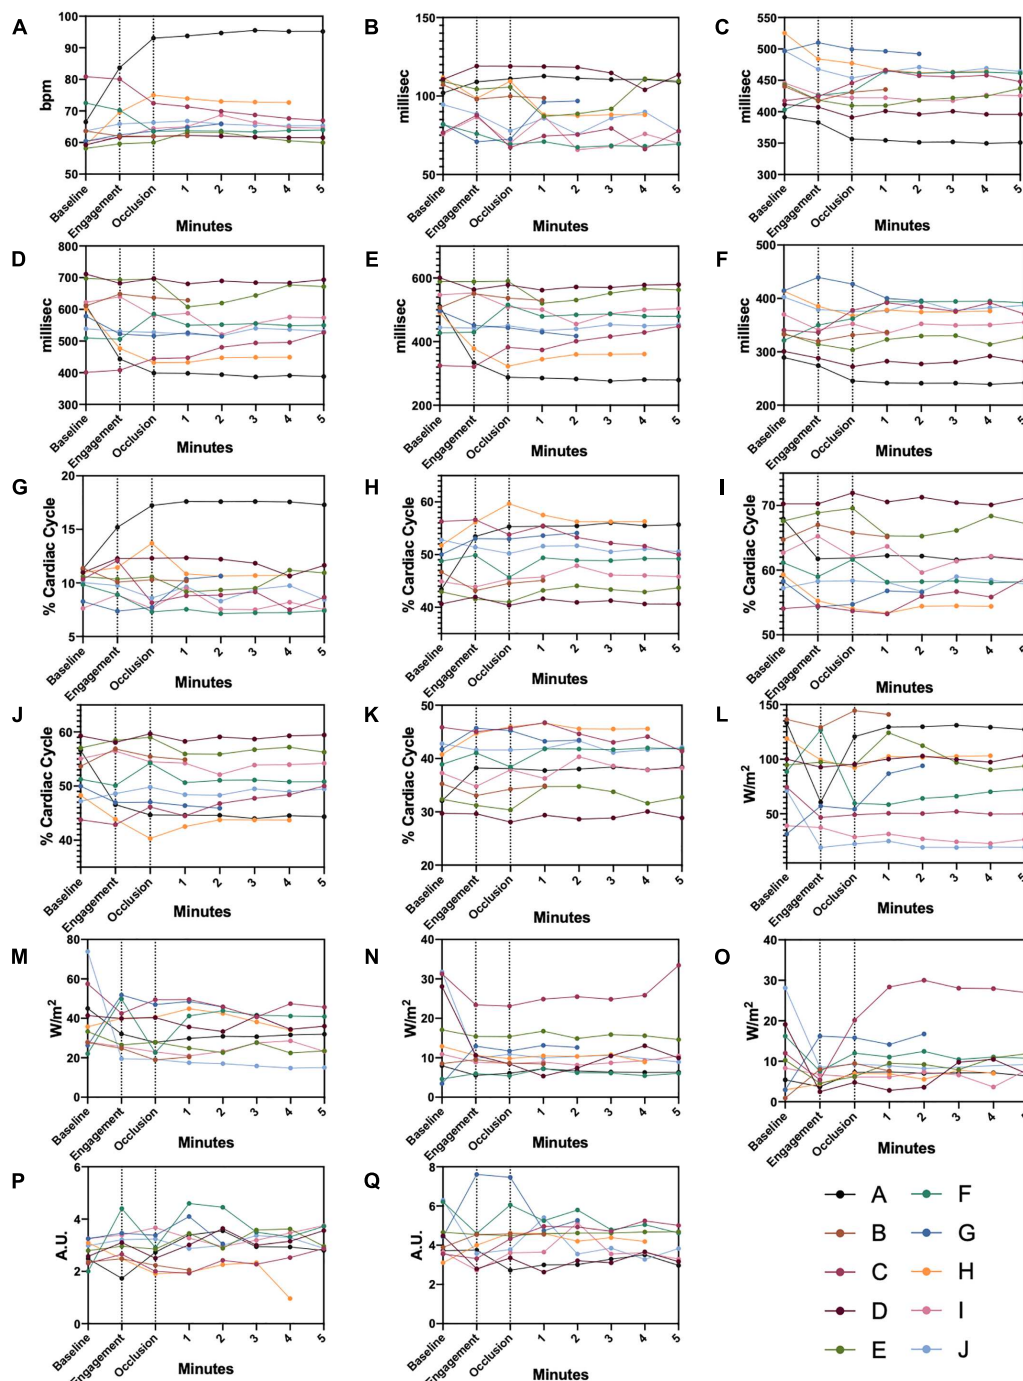 A
bpm
100
90
80
70
60
50
Baseline
Engagement
Occlusion
1
2
3
4
5
Minutes
B
millisec
150
100
50
Baseline
Engagement
Occlusion
1
2
3
4
5
Minutes
C
millisec
550
500
450
400
350
300
Baseline
Engagement
Occlusion
1
2
3
4
5
Minutes
D
millisec
800
700
600
500
400
300
Baseline
Engagement
Occlusion
1
2
3
4
5
Minutes
E
millisec
600
400
200
Baseline
Engagement
Occlusion
1
2
3
4
5
Minutes
F
millisec
500
400
300
200
Baseline
Engagement
Occlusion
1
2
3
4
5
Minutes
G
% Cardiac Cycle
20
15
10
5
Baseline
Engagement
Occlusion
1
2
3
4
5
Minutes
H
% Cardiac Cycle
60
50
40
Baseline
Engagement
Occlusion
1
2
3
4
5
Minutes
I
% Cardiac Cycle
70
60
50
Baseline
Engagement
Occlusion
1
2
3
4
5
Minutes
J
% Cardiac Cycle
60
50
40
Baseline
Engagement
Occlusion
1
2
3
4
5
Minutes
K
% Cardiac Cycle
50
40
30
20
Baseline
Engagement
Occlusion
1
2
3
4
5
Minutes
L
W/m²
150
100
50
Baseline
Engagement
Occlusion
1
2
3
4
5
Minutes
M
W/m²
80
60
40
20
0
Baseline
Engagement
Occlusion
1
2
3
4
5
Minutes
N
W/m²
40
30
20
10
0
Baseline
Engagement
Occlusion
1
2
3
4
5
Minutes
O
W/m²
40
30
20
10
0
Baseline
Engagement
Occlusion
1
2
3
4
5
Minutes
P
A.U.
6
4
2
0
Baseline
Engagement
Occlusion
1
2
3
4
5
Minutes
Q
A.U.
8
6
4
2
0
Baseline
Engagement
Occlusion
1
2
3
4
5
Minutes
A
F
B
G
C
H
D
I
E
J